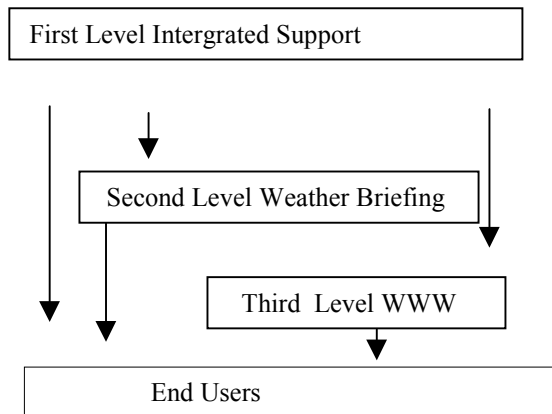 First Level Intergrated Support
Second Level Weather Briefing
Third Level WWW
End Users